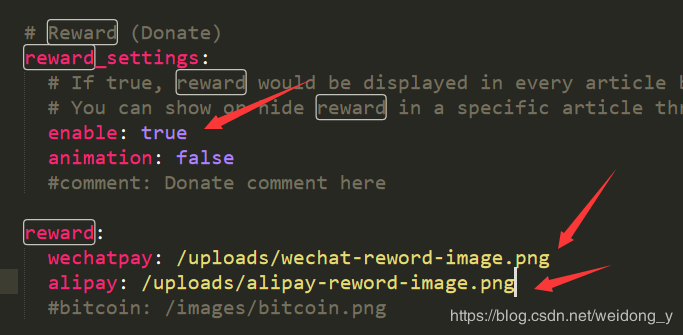 # Reward (Donate)
reward_settings:
# If true, reward would be displayed in every article
# You can show or hide reward in a specific article
enable: true
animation: false
#comment: Donate comment here
reward:
wechatpay: /uploads/wechat-reword-image.png
alipay: /uploads/alipay-reword-image.png
#bitcoin: /images/bitcoin.png
https://blog.csdn.net/weidong_y